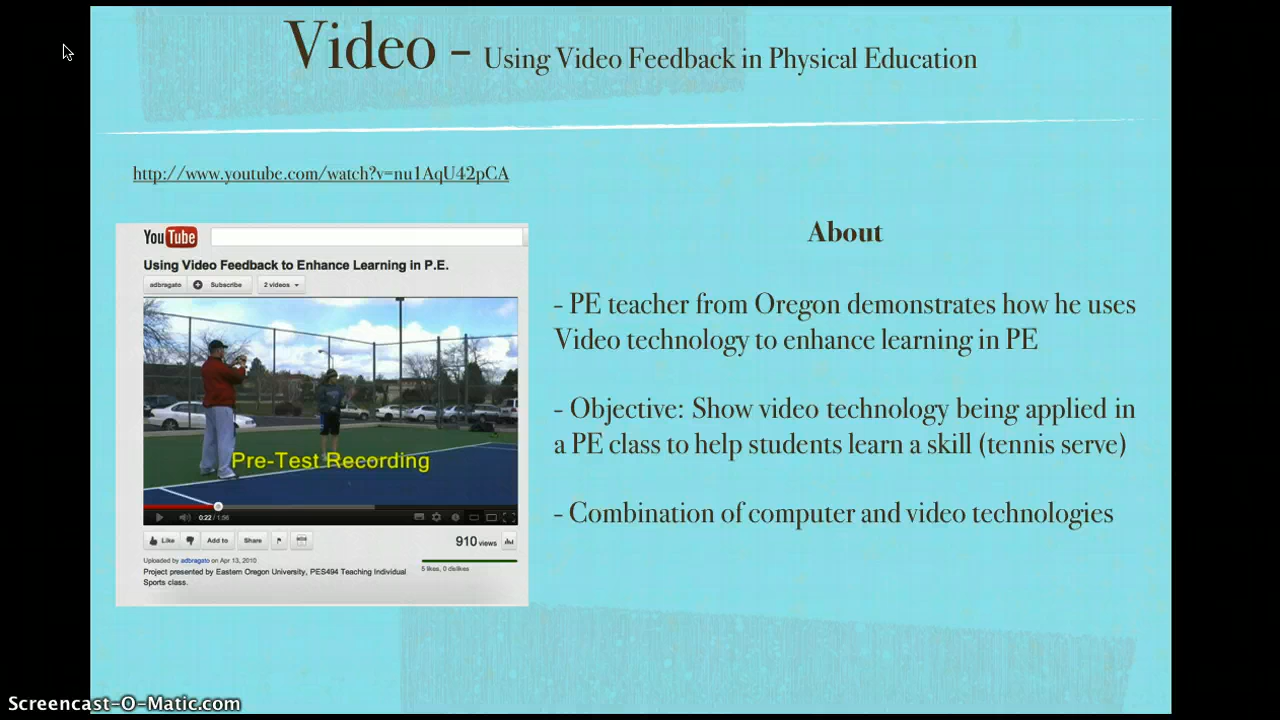 Video – Using Video Feedback in Physical Education
http://www.youtube.com/watch?v=nu1AqU42pCA
YouTube
Using Video Feedback to Enhance Learning in P.E.
adbragato Subscribe 2 videos
Pre-Test Recording
0:22 / 1:56
Like Add to Share 910 views
Uploaded by adbragato on Apr 13, 2010
5 likes, 0 dislikes
Project presented by Eastern Oregon University, PES494 Teaching Individual
Sports class.
About
- PE teacher from Oregon demonstrates how he uses
Video technology to enhance learning in PE
- Objective: Show video technology being applied in
a PE class to help students learn a skill (tennis serve)
- Combination of computer and video technologies
Screencast-O-Matic.com